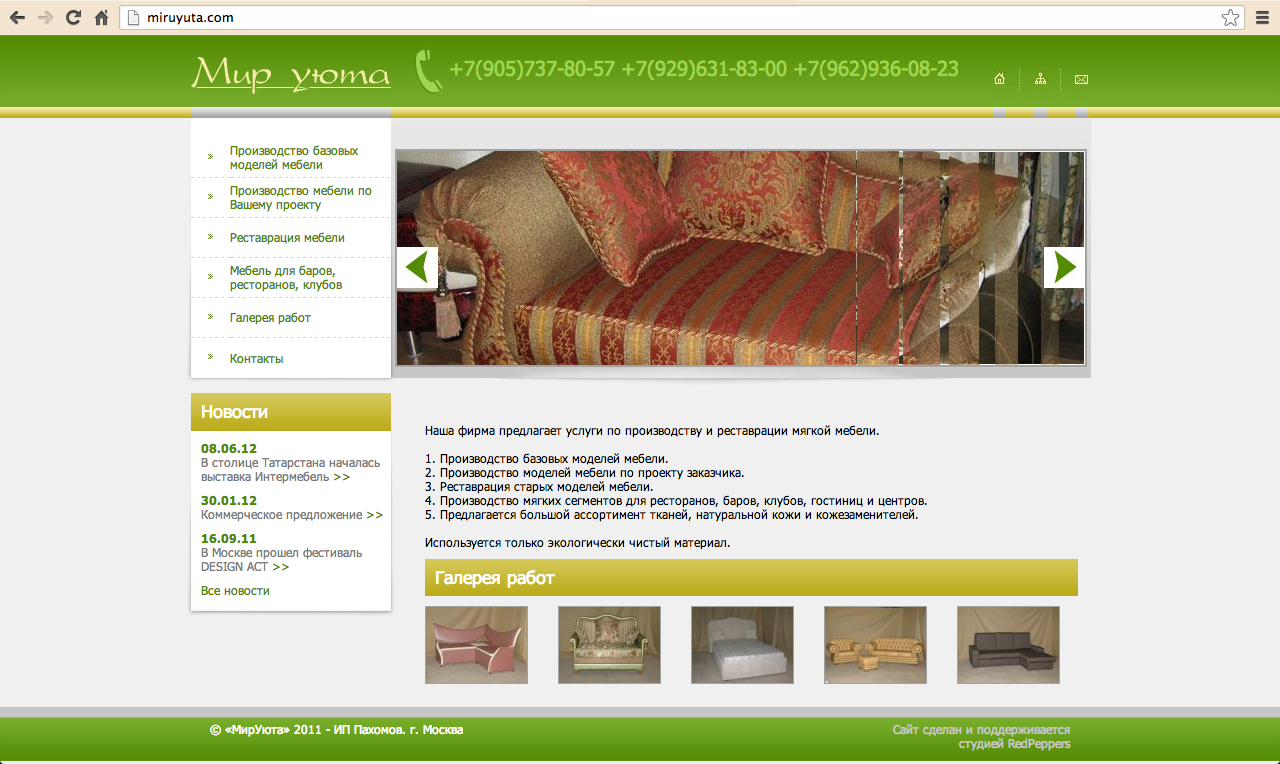 miruyuta.com
Мир уюта
+7(905)737-80-57 +7(929)631-83-00 +7(962)936-08-23
Производство базовых
моделей мебели
Производство мебели по
Вашему проекту
Реставрация мебели
Мебель для баров,
ресторанов, клубов
Галерея работ
Контакты
Новости
08.06.12
В столице Татарстана началась
выставка Интермебель >>
30.01.12
Коммерческое предложение >>
16.09.11
В Москве прошел фестиваль
DESIGN ACT >>
Все новости
Наша фирма предлагает услуги по производству и реставрации мягкой мебели.
1. Производство базовых моделей мебели.
2. Производство моделей мебели по проекту заказчика.
3. Реставрация старых моделей мебели.
4. Производство мягких сегментов для ресторанов, баров, клубов, гостиниц и центров.
5. Предлагается большой ассортимент тканей, натуральной кожи и кожезаменителей.
Используется только экологически чистый материал.
Галерея работ
© «МирУюта» 2011 - ИП Пахомов. г. Москва
Сайт сделан и поддерживается
студией RedPeppers